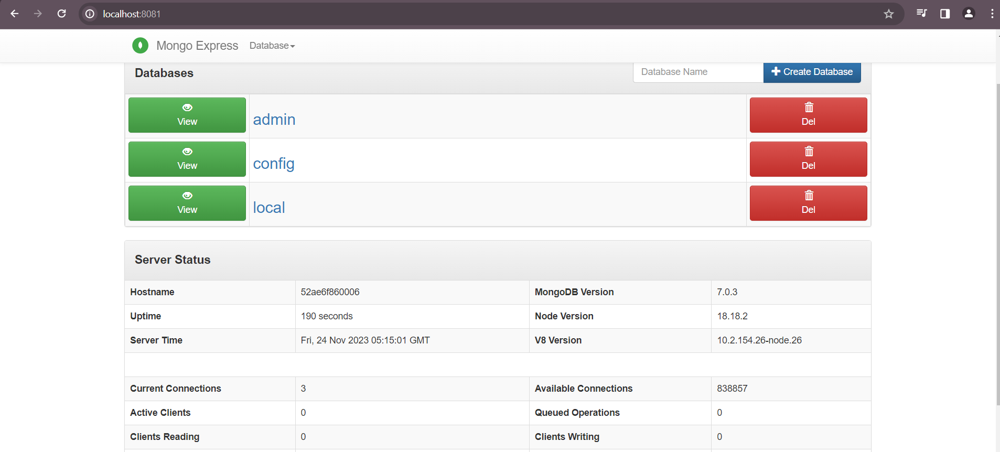 localhost:8081
Mongo Express Database
Databases Database Name Create Database
View admin Del
View config Del
View local Del
Server Status
Hostname 52ae6f860006 MongoDB Version 7.0.3
Uptime 190 seconds Node Version 18.18.2
Server Time Fri, 24 Nov 2023 05:15:01 GMT V8 Version 10.2.154.26-node.26
Current Connections 3 Available Connections 838857
Active Clients 0 Queued Operations 0
Clients Reading 0 Clients Writing 0